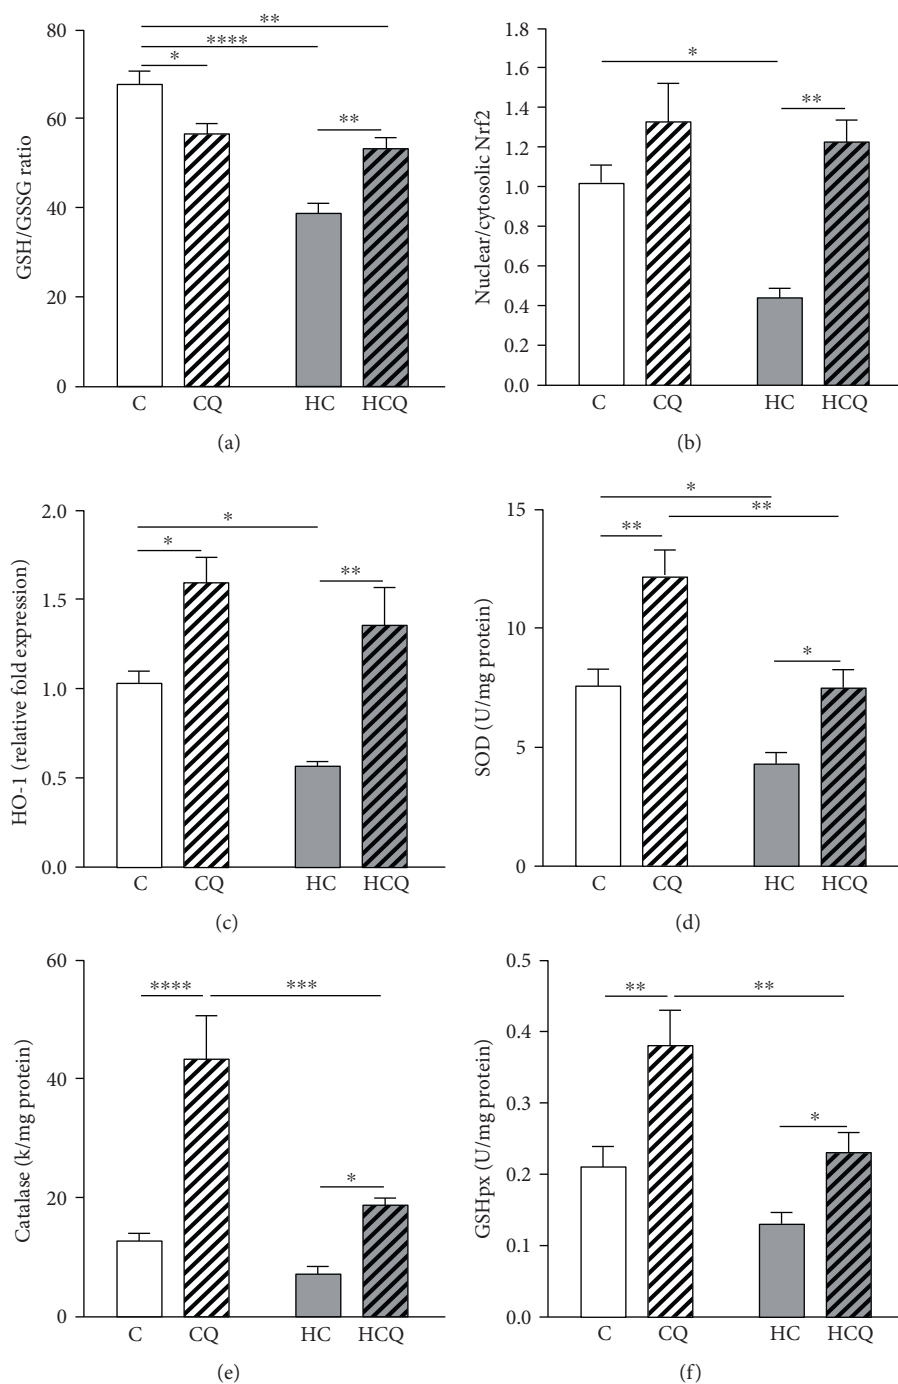 ** 
****
*
**
80
60
40
20
0
GSH/GSSG ratio
C CQ HC HCQ
(a)
*
**
1.8
1.6
1.4
1.2
1.0
0.8
0.6
0.4
0.2
0.0
Nuclear/cytosolic Nrf2
C CQ HC HCQ
(b)
*
*
**
2.0
1.5
1.0
0.5
0.0
HO-1 (relative fold expression)
C CQ HC HCQ
(c)
*
**
**
*
15
10
5
0
SOD (U/mg protein)
C CQ HC HCQ
(d)
****
***
*
60
40
20
0
Catalase (k/mg protein)
C CQ HC HCQ
(e)
**
**
*
0.5
0.4
0.3
0.2
0.1
0.0
GSHpx (U/mg protein)
C CQ HC HCQ
(f)